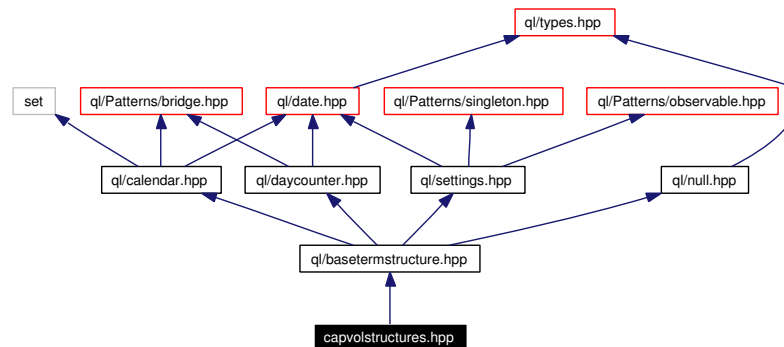 ql/types.hpp
set
ql/Patterns/bridge.hpp
ql/date.hpp
ql/Patterns/singleton.hpp
ql/Patterns/observable.hpp
ql/calendar.hpp
ql/daycounter.hpp
ql/settings.hpp
ql/null.hpp
ql/basetermstructure.hpp
capvolstructures.hpp